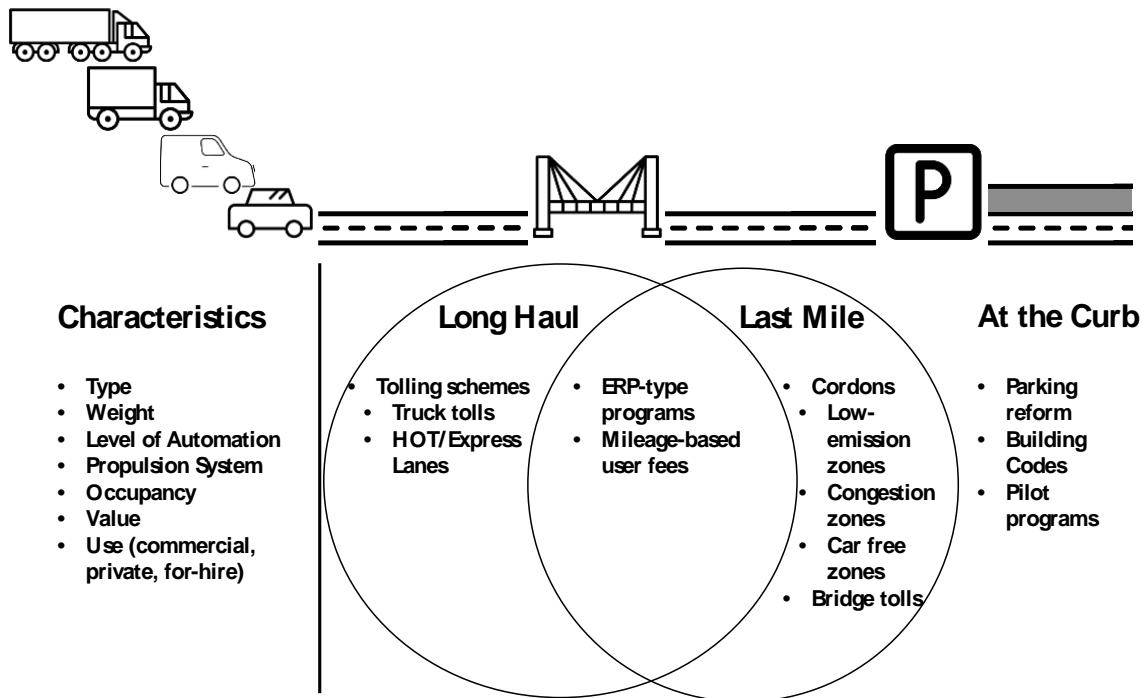 P
Characteristics
• Type
• Weight
• Level of Automation
• Propulsion System
• Occupancy
• Value
• Use (commercial,
private, for-hire)
Long Haul
• Tolling schemes
• Truck tolls
• HOT/Express
Lanes
• ERP-type
programs
• Mileage-based
user fees
Last Mile
• Cordons
• Low-
emission
zones
• Congestion
zones
• Car free
zones
• Bridge tolls
At the Curb
• Parking
reform
• Building
Codes
• Pilot
programs